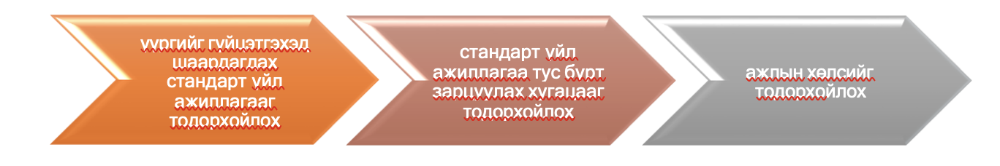 үүргийг гүйцэтгэхэд
шаардагдах
стандарт үйл
ажиллагааг
тодорхойлох
стандарт үйл
ажиллагаа тус бүрт
зарцуулах хугацааг
тодорхойлох
ажлын хөлсийг
тодорхойлох